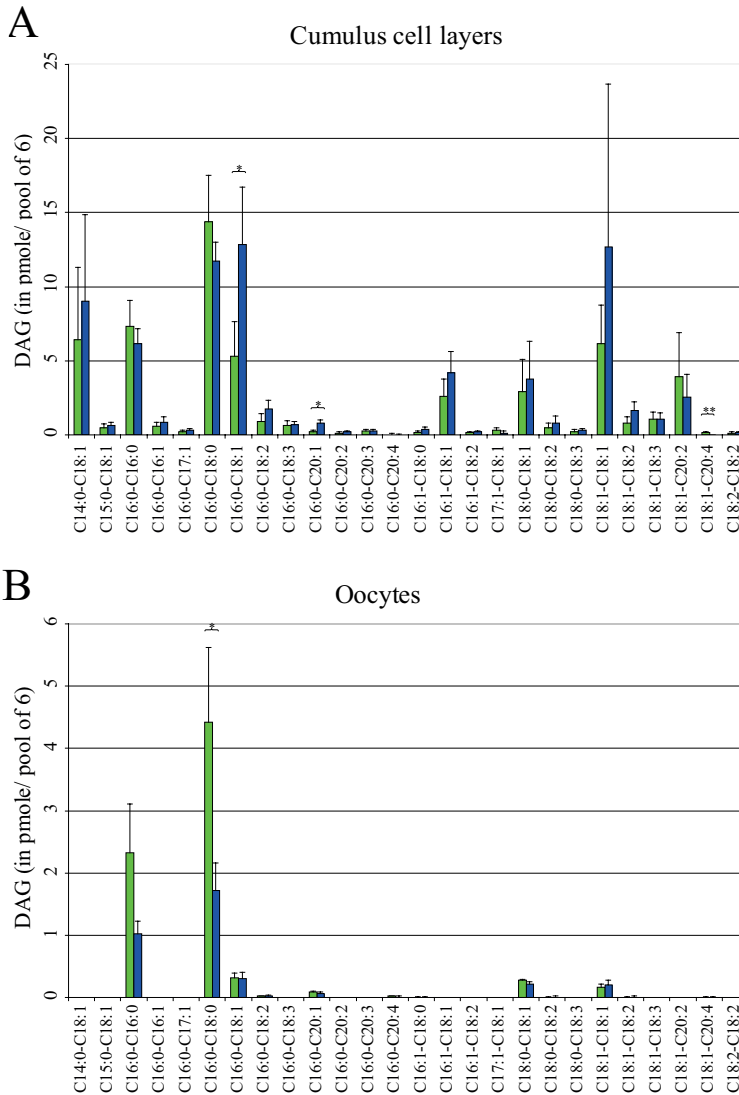 A
Cumulus cell layers
DAG (in pmole/ pool of 6)
25
20
15
10
5
0
*
*
**
C14:0-C18:1
C15:0-C18:1
C16:0-C16:0
C16:0-C16:1
C16:0-C17:1
C16:0-C18:0
C16:0-C18:1
C16:0-C18:2
C16:0-C18:3
C16:0-C20:1
C16:0-C20:2
C16:0-C20:3
C16:0-C20:4
C16:1-C18:0
C16:1-C18:1
C16:1-C18:2
C17:1-C18:1
C18:0-C18:1
C18:0-C18:2
C18:0-C18:3
C18:1-C18:1
C18:1-C18:2
C18:1-C18:3
C18:1-C20:2
C18:1-C20:4
C18:2-C18:2
B
Oocytes
DAG (in pmole/ pool of 6)
6
5
4
3
2
1
0
*
C14:0-C18:1
C15:0-C18:1
C16:0-C16:0
C16:0-C16:1
C16:0-C17:1
C16:0-C18:0
C16:0-C18:1
C16:0-C18:2
C16:0-C18:3
C16:0-C20:1
C16:0-C20:2
C16:0-C20:3
C16:0-C20:4
C16:1-C18:0
C16:1-C18:1
C16:1-C18:2
C17:1-C18:1
C18:0-C18:1
C18:0-C18:2
C18:0-C18:3
C18:1-C18:1
C18:1-C18:2
C18:1-C18:3
C18:1-C20:2
C18:1-C20:4
C18:2-C18:2